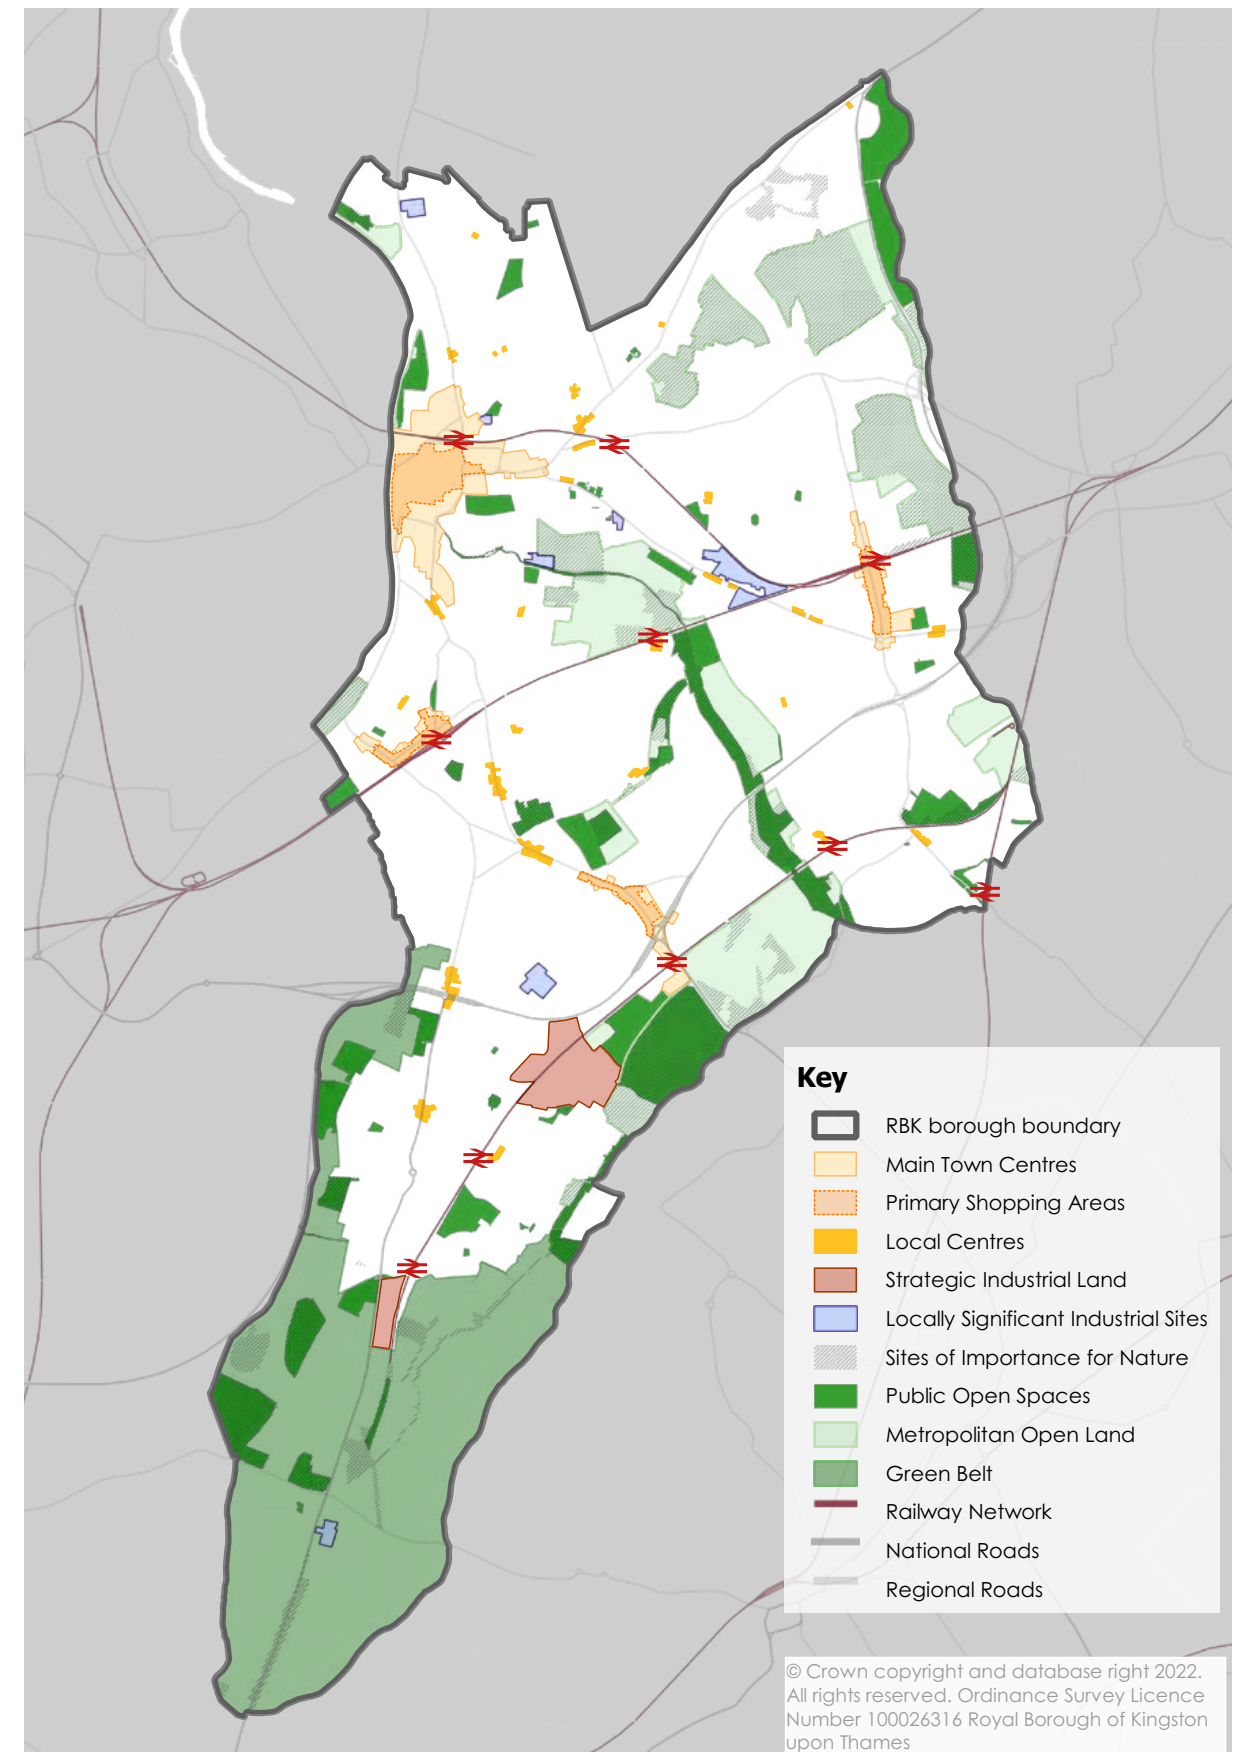 Key
RBK borough boundary
Main Town Centres
Primary Shopping Areas
Local Centres
Strategic Industrial Land
Locally Significant Industrial Sites
Sites of Importance for Nature
Public Open Spaces
Metropolitan Open Land
Green Belt
Railway Network
National Roads
Regional Roads
© Crown copyright and database right 2022.
All rights reserved. Ordinance Survey Licence
Number 100026316 Royal Borough of Kingston
upon Thames